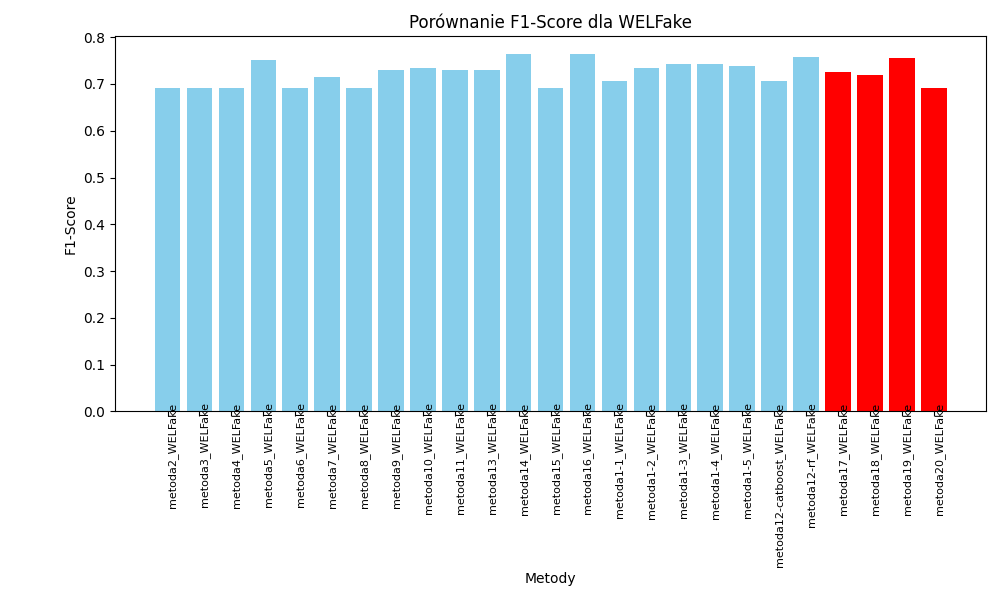 Porównanie F1-Score dla WELFake
F1-Score
0.8
0.7
0.6
0.5
0.4
0.3
0.2
0.1
0.0
metoda2_WELFake
metoda3_WELFake
metoda4_WELFake
metoda5_WELFake
metoda6_WELFake
metoda7_WELFake
metoda8_WELFake
metoda9_WELFake
metoda10_WELFake
metoda11_WELFake
metoda13_WELFake
metoda14_WELFake
metoda15_WELFake
metoda16_WELFake
metoda1-1_WELFake
metoda1-2_WELFake
metoda1-3_WELFake
metoda1-4_WELFake
metoda1-5_WELFake
metoda12-catboost_WELFake
metoda12-rf_WELFake
metoda17_WELFake
metoda18_WELFake
metoda19_WELFake
metoda20_WELFake
Metody